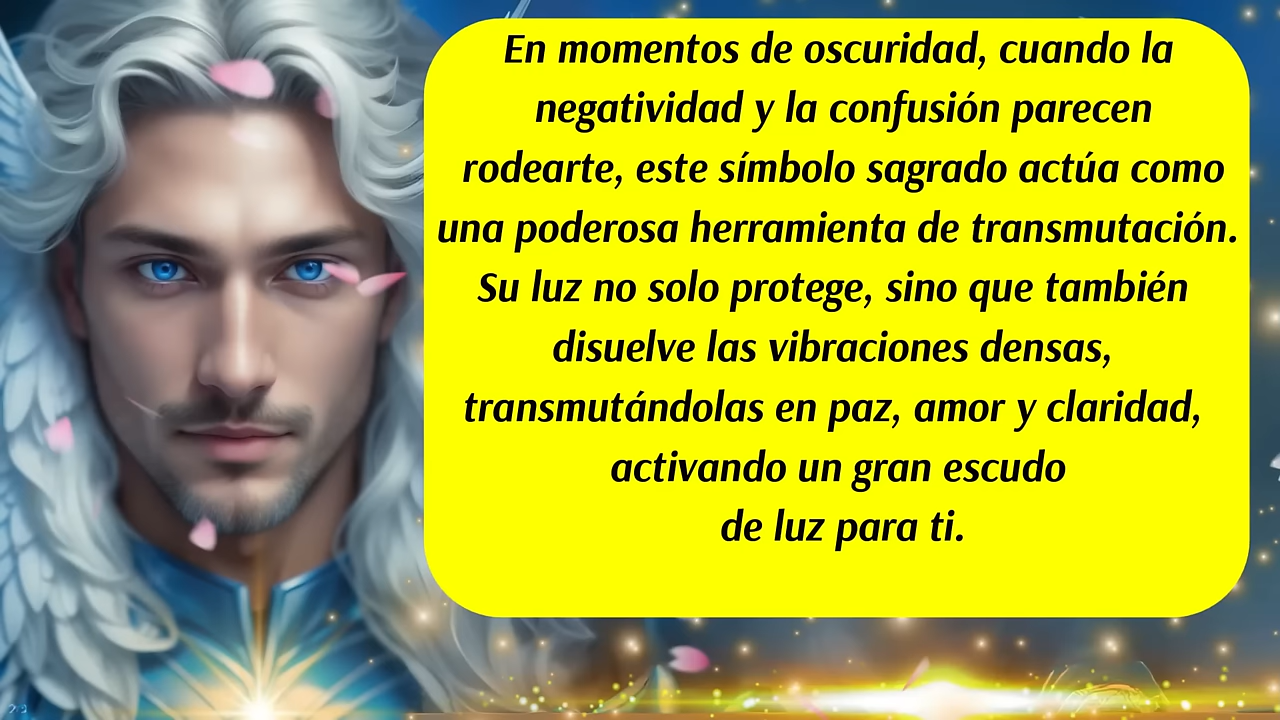 En momentos de oscuridad, cuando la
negatividad y la confusión parecen
rodearte, este símbolo sagrado actúa como
una poderosa herramienta de transmutación.
Su luz no solo protege, sino que también
disuelve las vibraciones densas,
transmutándolas en paz, amor y claridad,
activando un gran escudo
de luz para ti.